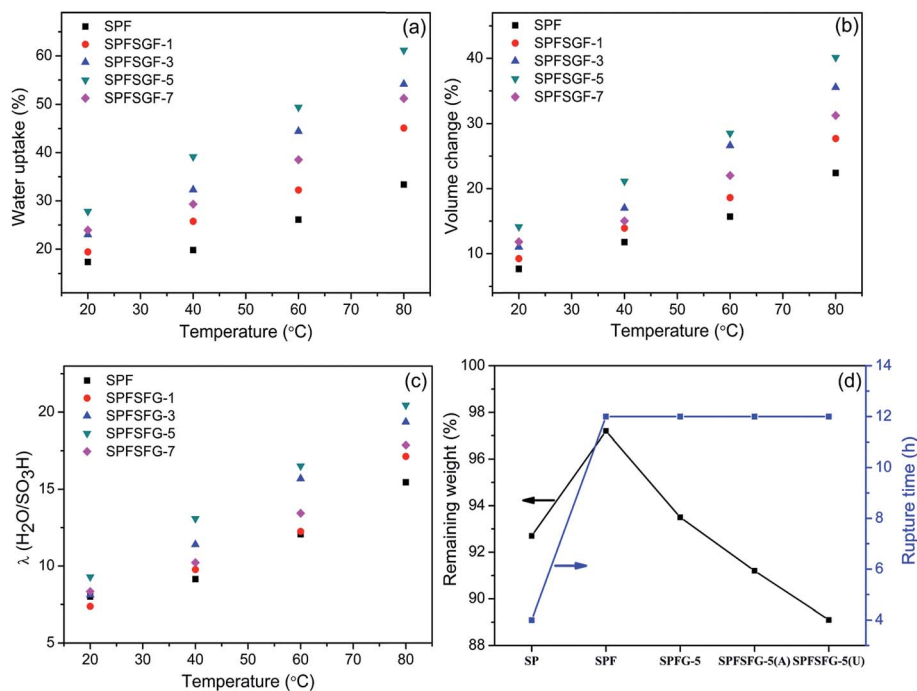 (a)
SPF
SPFSGF-1
SPFSGF-3
SPFSGF-5
SPFSGF-7
Water uptake (%)
60
50
40
30
20
20 30 40 50 60 70 80
Temperature (°C)
(b)
SPF
SPFSGF-1
SPFSGF-3
SPFSGF-5
SPFSGF-7
Volume change (%)
40
30
20
10
20 30 40 50 60 70 80
Temperature (°C)
(c)
SPF
SPFSFG-1
SPFSFG-3
SPFSFG-5
SPFSFG-7
λ (H₂O/SO₃H)
20
15
10
5
20 30 40 50 60 70 80
Temperature (°C)
(d)
Remaining weight (%)
100
98
96
94
92
90
88
Rupture time (h)
14
12
10
8
6
4
SP SPF SPFG-5 SPFSFG-5(A) SPFSFG-5(U)